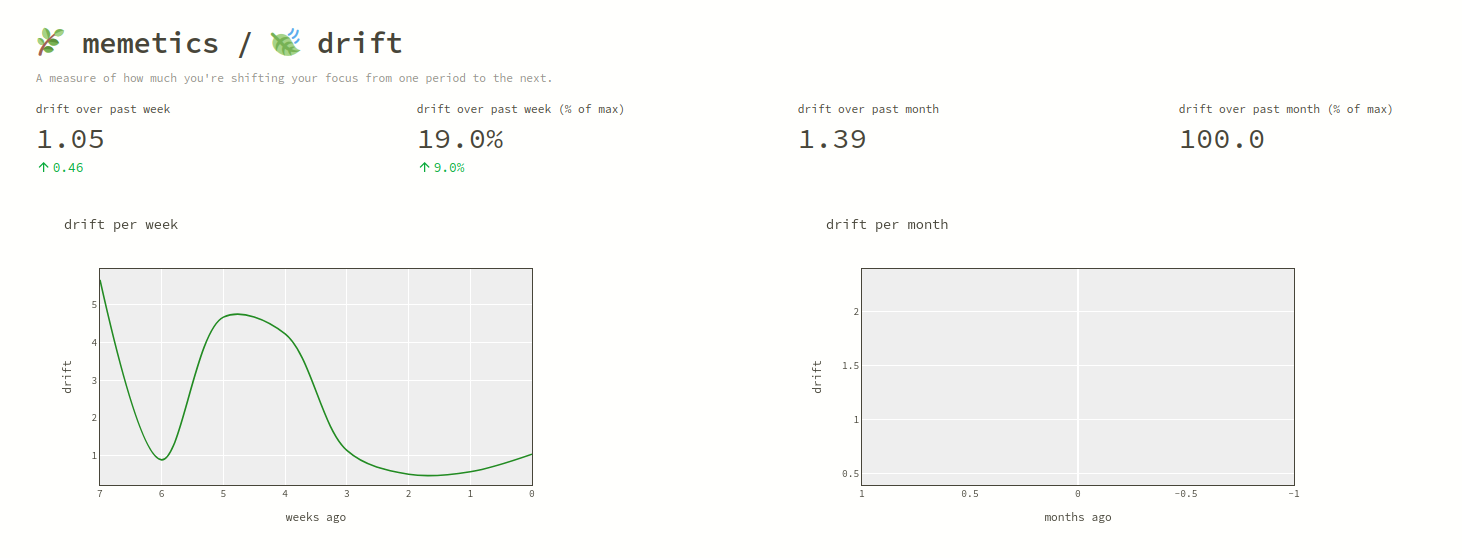 memetics / drift
A measure of how much you're shifting your focus from one period to the next.
drift over past week
1.05
↑ 0.46
drift over past week (% of max)
19.0%
↑ 9.0%
drift over past month
1.39
drift over past month (% of max)
100.0
drift per week
5
4
3
2
1
drift
7 6 5 4 3 2 1 0
weeks ago
drift per month
2
1.5
1
0.5
drift
1 0.5 0 −0.5 −1
months ago